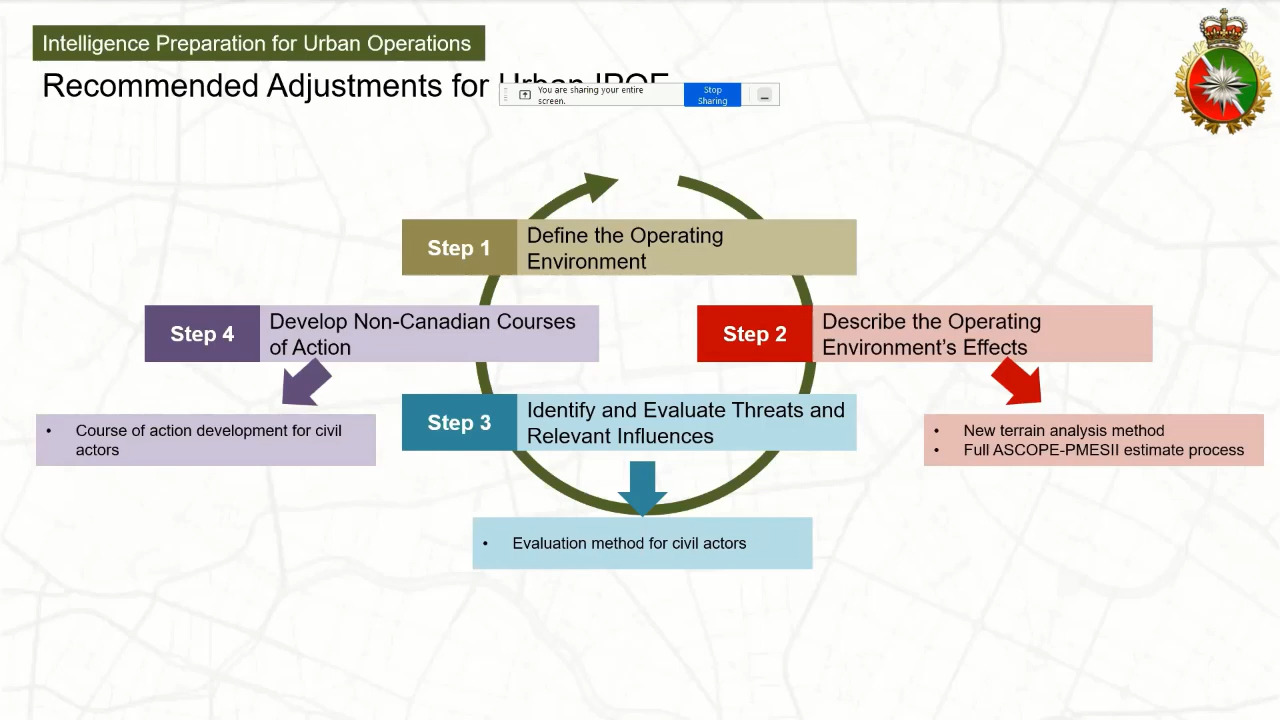 Intelligence Preparation for Urban Operations
Recommended Adjustments for Urban IPOE
You are sharing your entire
screen.
Stop
Sharing
Step 1
Define the Operating
Environment
Step 4
Develop Non-Canadian Courses
of Action
Step 2
Describe the Operating
Environment's Effects
Step 3
Identify and Evaluate Threats and
Relevant Influences
• Course of action development for civil
actors
• New terrain analysis method
• Full ASCOPE-PMESII estimate process
• Evaluation method for civil actors